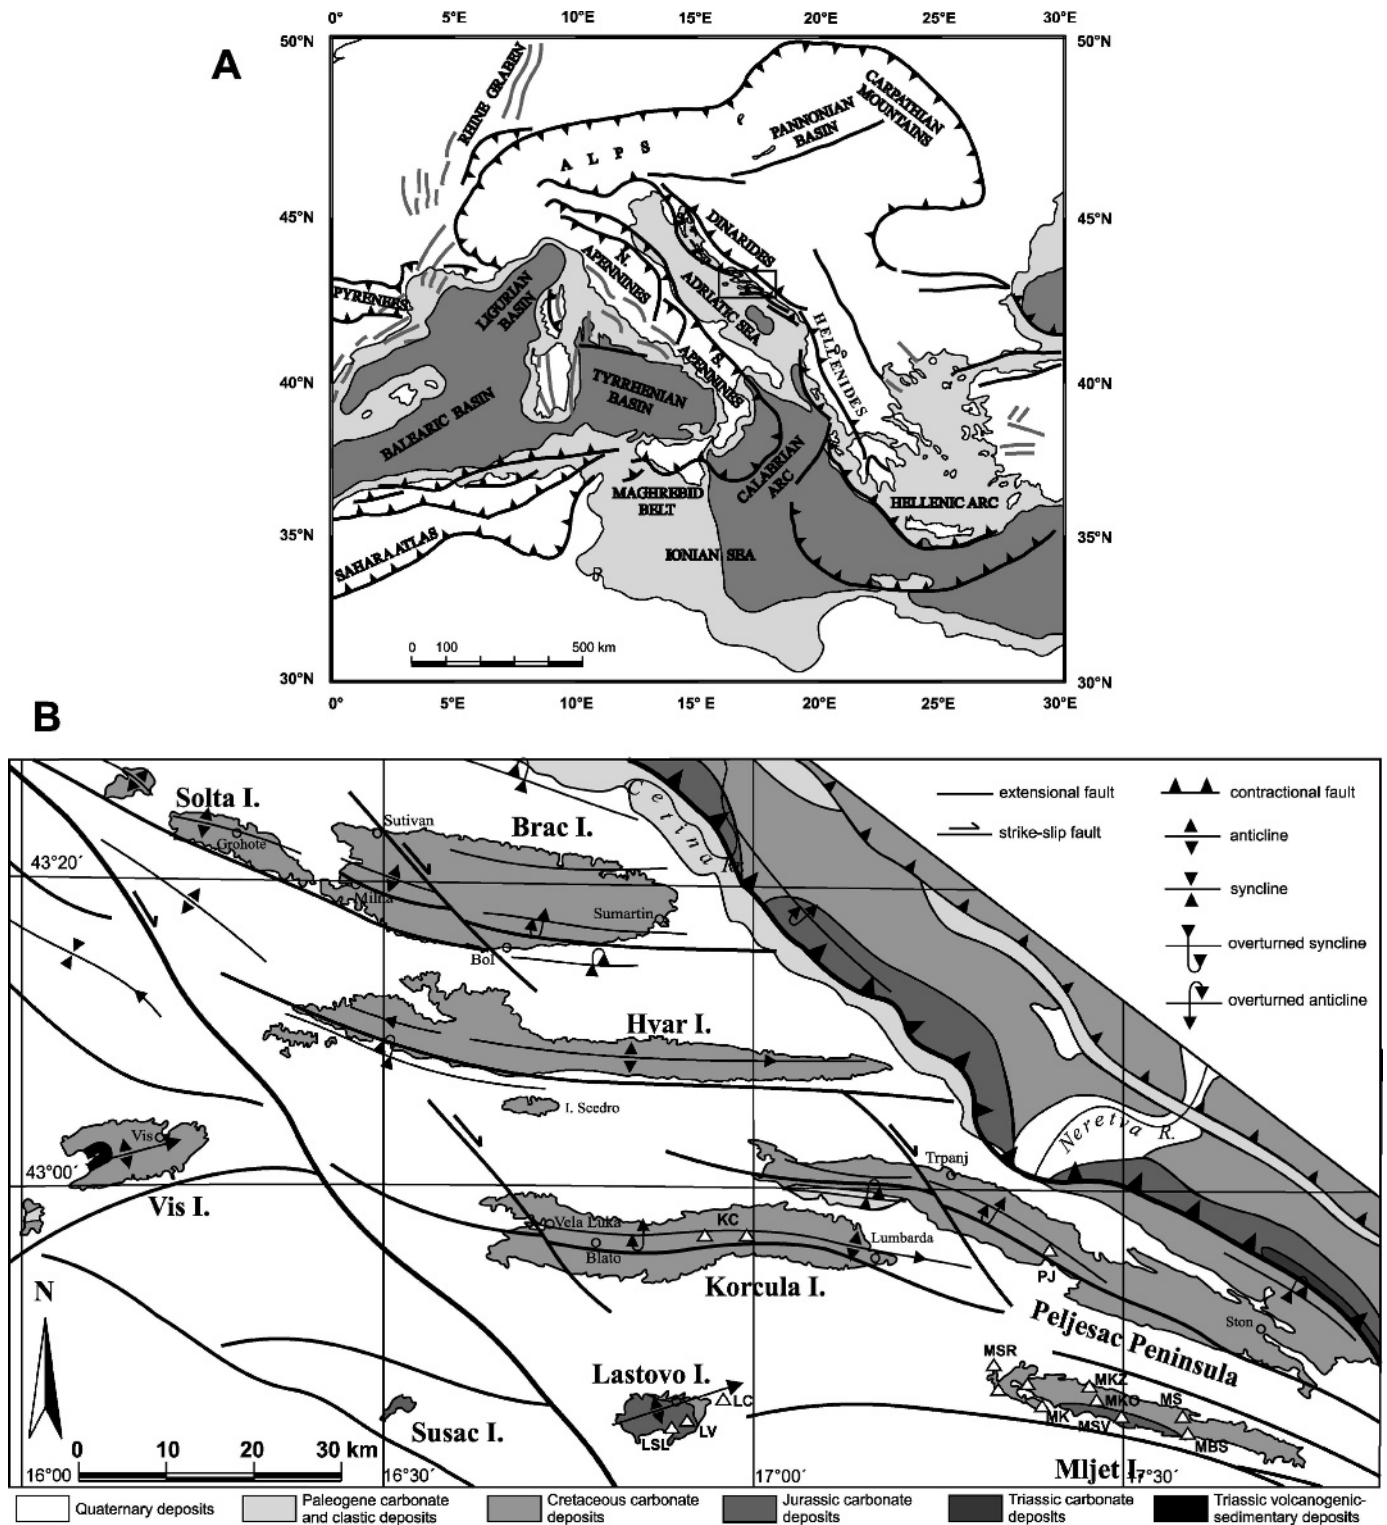 0° 5°E 10°E 15°E 20°E 25°E 30°E
A
50°N 50°N
RHINE GRABEN
CARPATHIAN
MOUNTAINS
PANNONIAN
BASIN
ALPS
45°N 45°N
DINARIDES
N.
APENNINES
ADRIATIC SEA
PYRENEES
LIGURIAN
BASIN
HELLENIDES
S.
APENNINES
40°N 40°N
TYRRHENIAN
BASIN
BALEARIC BASIN
CALABRIAN
ARC
MAGHREBID
BELT
HELLENIC ARC
35°N 35°N
SAHARA ATLAS
IONIAN SEA
0 100 500 km
30°N 30°N
0° 5°E 10°E 15°E 20°E 25°E 30°E
B
extensional fault
contractional fault
Solta I.
Sutivan
Brac I.
Cetina
strike-slip fault
anticline
Grohote
43°20´
Milna
syncline
Sumartin
Bol
overturned syncline
overturned anticline
Hvar I.
I. Scedro
Vis
Neretva R.
43°00´
Trpanj
Vis I.
Vela Luka
KC
Blato
Lumbarda
Korcula I.
PJ
N
Ston
Peljesac Peninsula
MSR
Lastovo I.
MKZ
LC
MKO
MS
MK
MSV
LSL
LV
MBS
Susac I.
Mljet I.
0 10 20 30 km
16°00´ 16°30´ 17°00´ 17°30´
Quaternary
deposits
Paleogene carbonate
and clastic deposits
Cretaceous carbonate
deposits
Jurassic carbonate
deposits
Triassic carbonate
deposits
Triassic volcanogenic-
sedimentary deposits